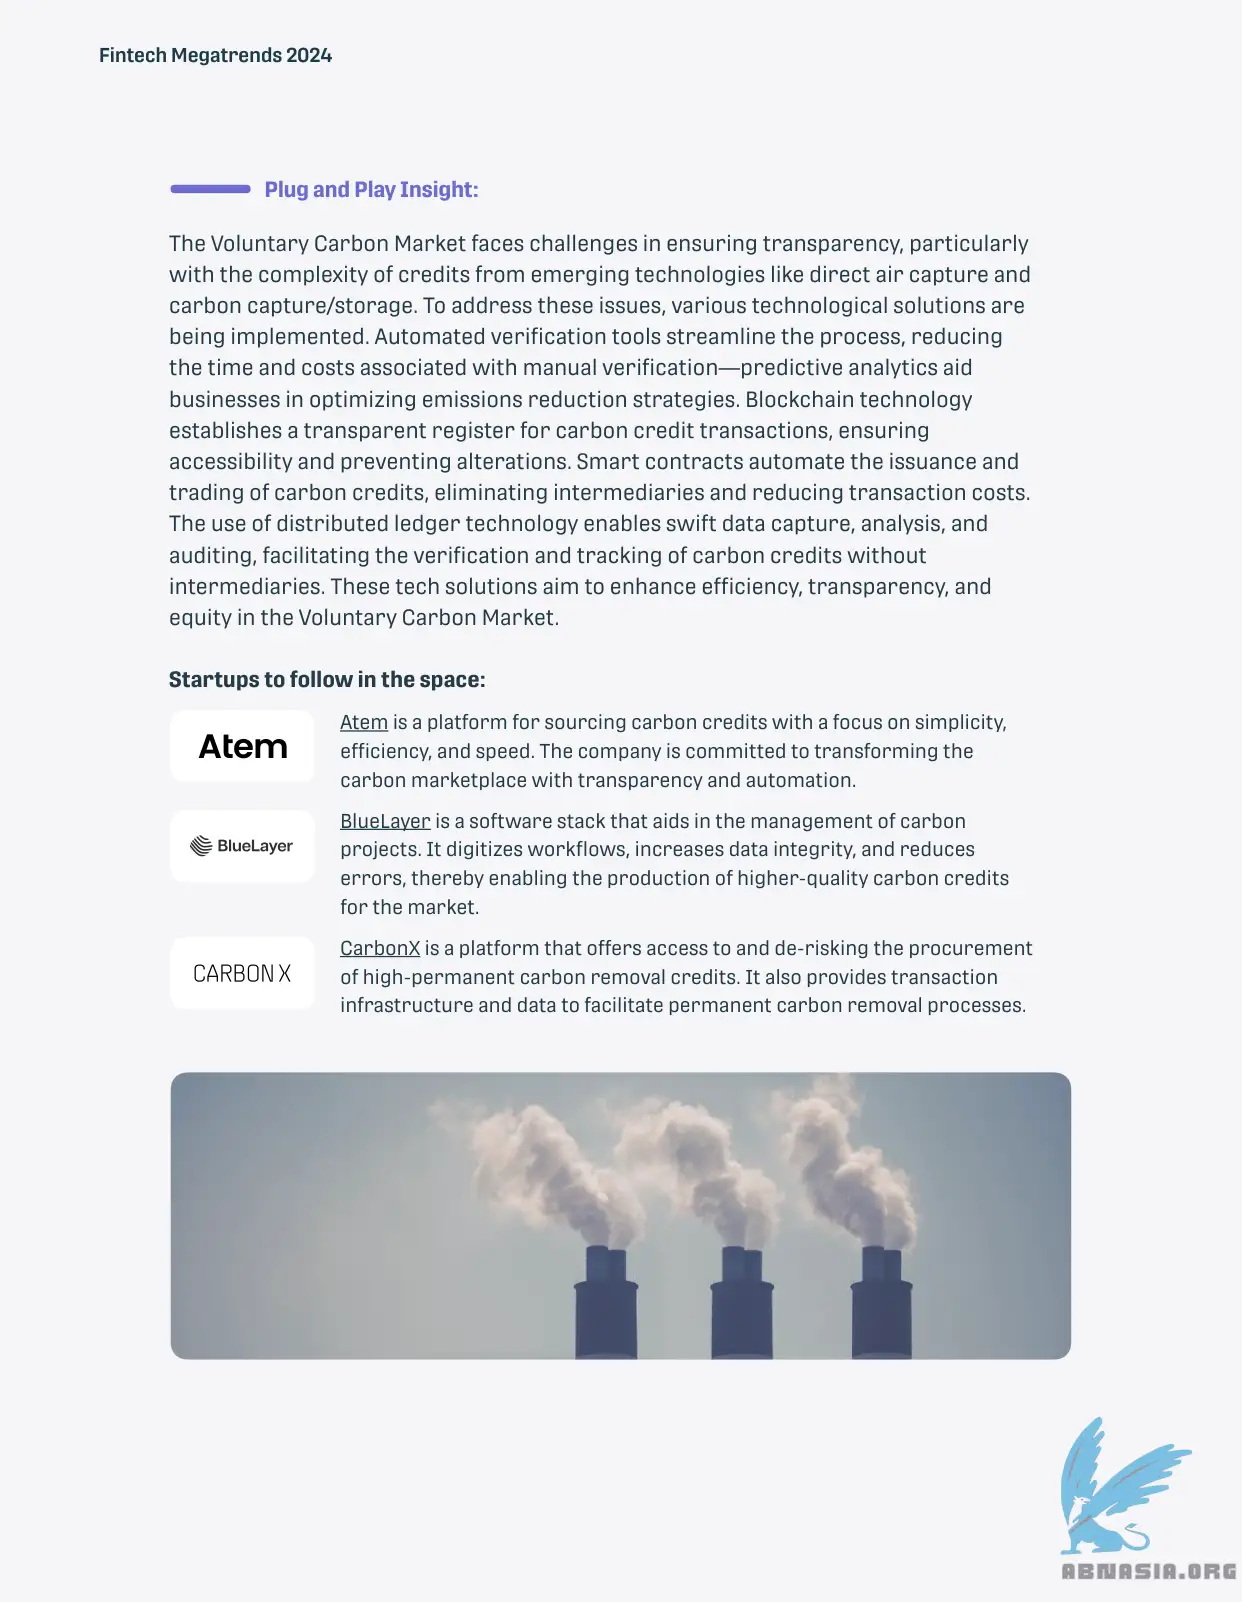 Fintech Megatrends 2024
Plug and Play Insight:
The Voluntary Carbon Market faces challenges in ensuring transparency, particularly
with the complexity of credits from emerging technologies like direct air capture and
carbon capture/storage. To address these issues, various technological solutions are
being implemented. Automated verification tools streamline the process, reducing
the time and costs associated with manual verification—predictive analytics aid
businesses in optimizing emissions reduction strategies. Blockchain technology
establishes a transparent register for carbon credit transactions, ensuring
accessibility and preventing alterations. Smart contracts automate the issuance and
trading of carbon credits, eliminating intermediaries and reducing transaction costs.
The use of distributed ledger technology enables swift data capture, analysis, and
auditing, facilitating the verification and tracking of carbon credits without
intermediaries. These tech solutions aim to enhance efficiency, transparency, and
equity in the Voluntary Carbon Market.
Startups to follow in the space:
Atem
Atem is a platform for sourcing carbon credits with a focus on simplicity,
efficiency, and speed. The company is committed to transforming the
carbon marketplace with transparency and automation.
BlueLayer
BlueLayer is a software stack that aids in the management of carbon
projects. It digitizes workflows, increases data integrity, and reduces
errors, thereby enabling the production of higher-quality carbon credits
for the market.
CARBON X
CarbonX is a platform that offers access to and de-risking the procurement
of high-permanent carbon removal credits. It also provides transaction
infrastructure and data to facilitate permanent carbon removal processes.
ABNASIA.ORG